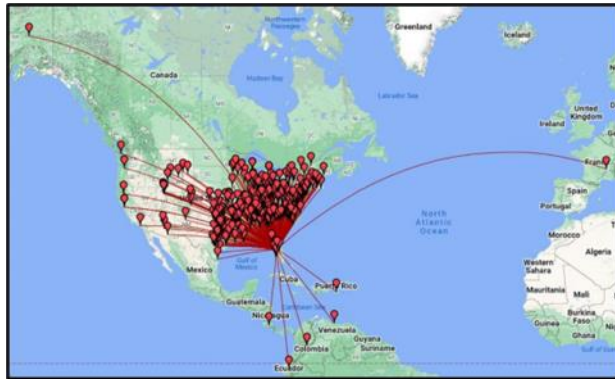 Northwestern
Passages
Greenland
Iceland
Canada
Hudson Bay
Labrador Sea
United
Kingdom
Ireland
France
Spain
Portugal
North
Atlantic
Ocean
Morocco
Algeria
Western
Sahara
Gulf of
Mexico
Mexico
Cuba
Puerto Rico
Guatemala
Caribbean Sea
Nicaragua
Mauritania
Mali
Burkina
Faso
Guinea
Ghana
Venezuela
Guyana
Colombia
Suriname
Ecuador